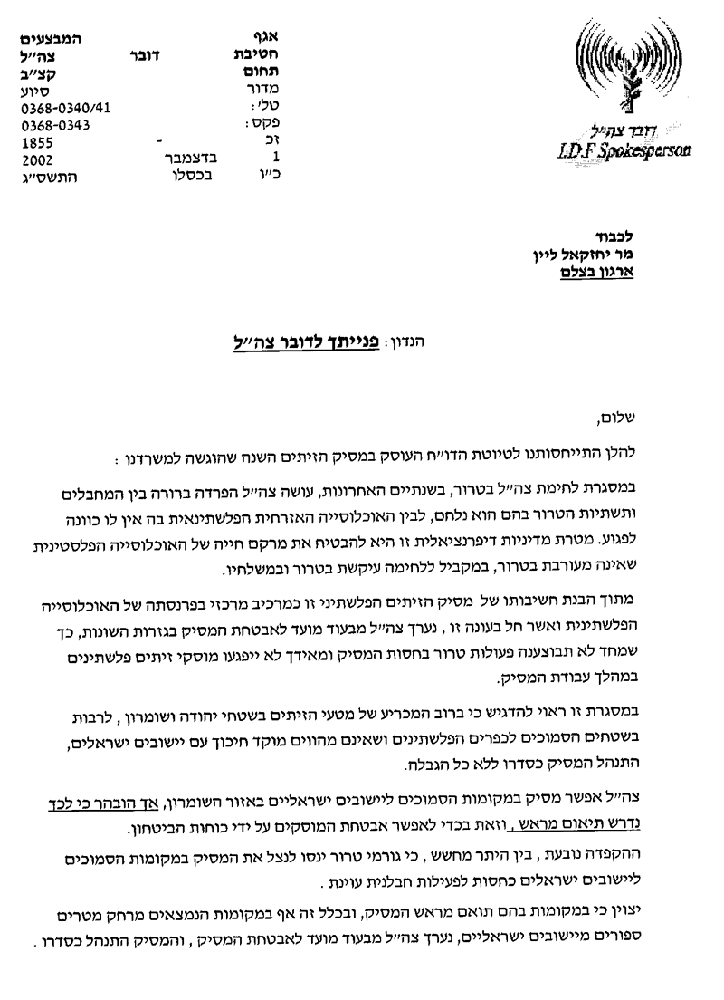 אגף המבצעים
חטיבת דובר צה״ל
תחום קצ״ב
מדור סיוע
טל׳: 0368-0340/41
פקס: 0368-0343
זכ - 1855
1 בדצמבר 2002
כ״ו בכסלו התשס״ג
דובר צה״ל
I.D.F Spokesperson
לכבוד
מר יחזקאל ליין
ארגון בצלם
הנדון: פנייתך לדובר צה״ל
שלום,
להלן התייחסותנו לטיוטת הדו״ח העוסק במסיק הזיתים השנה שהוגשה למשרדנו :
במסגרת לחימת צה״ל בטרור, בשנתיים האחרונות, עושה צה״ל הפרדה ברורה בין המחבלים
ותשתיות הטרור בהם הוא נלחם, לבין האוכלוסייה האזרחית הפלשתינאית בה אין לו כוונה
לפגוע. מטרת מדיניות דיפרנציאלית זו היא להבטיח את מרקם חייה של האוכלוסייה הפלסטינית
שאינה מעורבת בטרור, במקביל ללחימה עיקשת בטרור ובמשלחיו.
מתוך הבנת חשיבותו של מסיק הזיתים הפלשתיני זו כמרכיב מרכזי בפרנסתה של האוכלוסייה
הפלשתינית ואשר חל בעונה זו , נערך צה״ל מבעוד מועד לאבטחת המסיק בגזרות השונות, כך
שמחד לא תבוצענה פעולות טרור בחסות המסיק ומאידך לא ייפגעו מוסקי זיתים פלשתינים
במהלך עבודת המסיק.
במסגרת זו ראוי להדגיש כי ברוב המכריע של מטעי הזיתים בשטחי יהודה ושומרון , לרבות
בשטחים הסמוכים לכפרים הפלשתינים ושאינם מהווים מוקד חיכוך עם יישובים ישראלים,
התנהל המסיק כסדרו ללא כל הגבלה.
צה״ל אפשר מסיק במקומות הסמוכים ליישובים ישראליים באזור השומרון, אך הובהר כי לכך
נדרש תיאום מראש , וזאת בכדי לאפשר אבטחת המוסקים על ידי כוחות הביטחון.
ההקפדה נובעת , בין היתר מחשש , כי גורמי טרור ינסו לנצל את המסיק במקומות הסמוכים
ליישובים ישראלים כחסות לפעילות חבלנית עוינת .
יצוין כי במקומות בהם תואם מראש המסיק, ובכלל זה אף במקומות הנמצאים מרחק מטרים
ספורים מיישובים ישראליים, נערך צה״ל מבעוד מועד לאבטחת המסיק , והמסיק התנהל כסדרו .